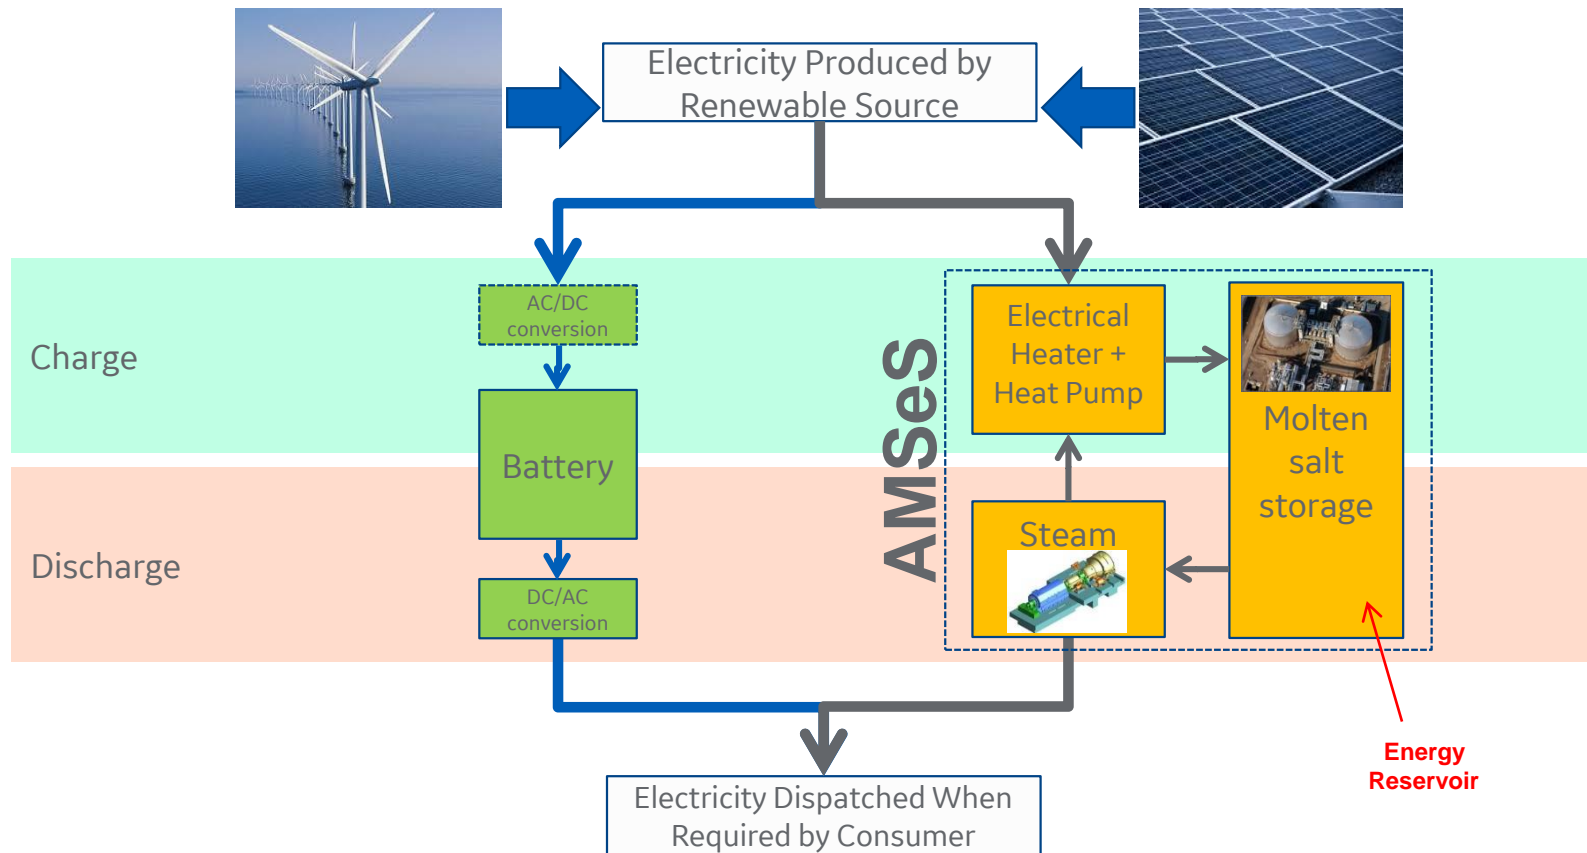 Electricity Produced by
Renewable Source
Charge
AC/DC
conversion
Battery
AMSeS
Electrical
Heater +
Heat Pump
Molten
salt
storage
Discharge
DC/AC
conversion
Steam
Energy
Reservoir
Electricity Dispatched When
Required by Consumer